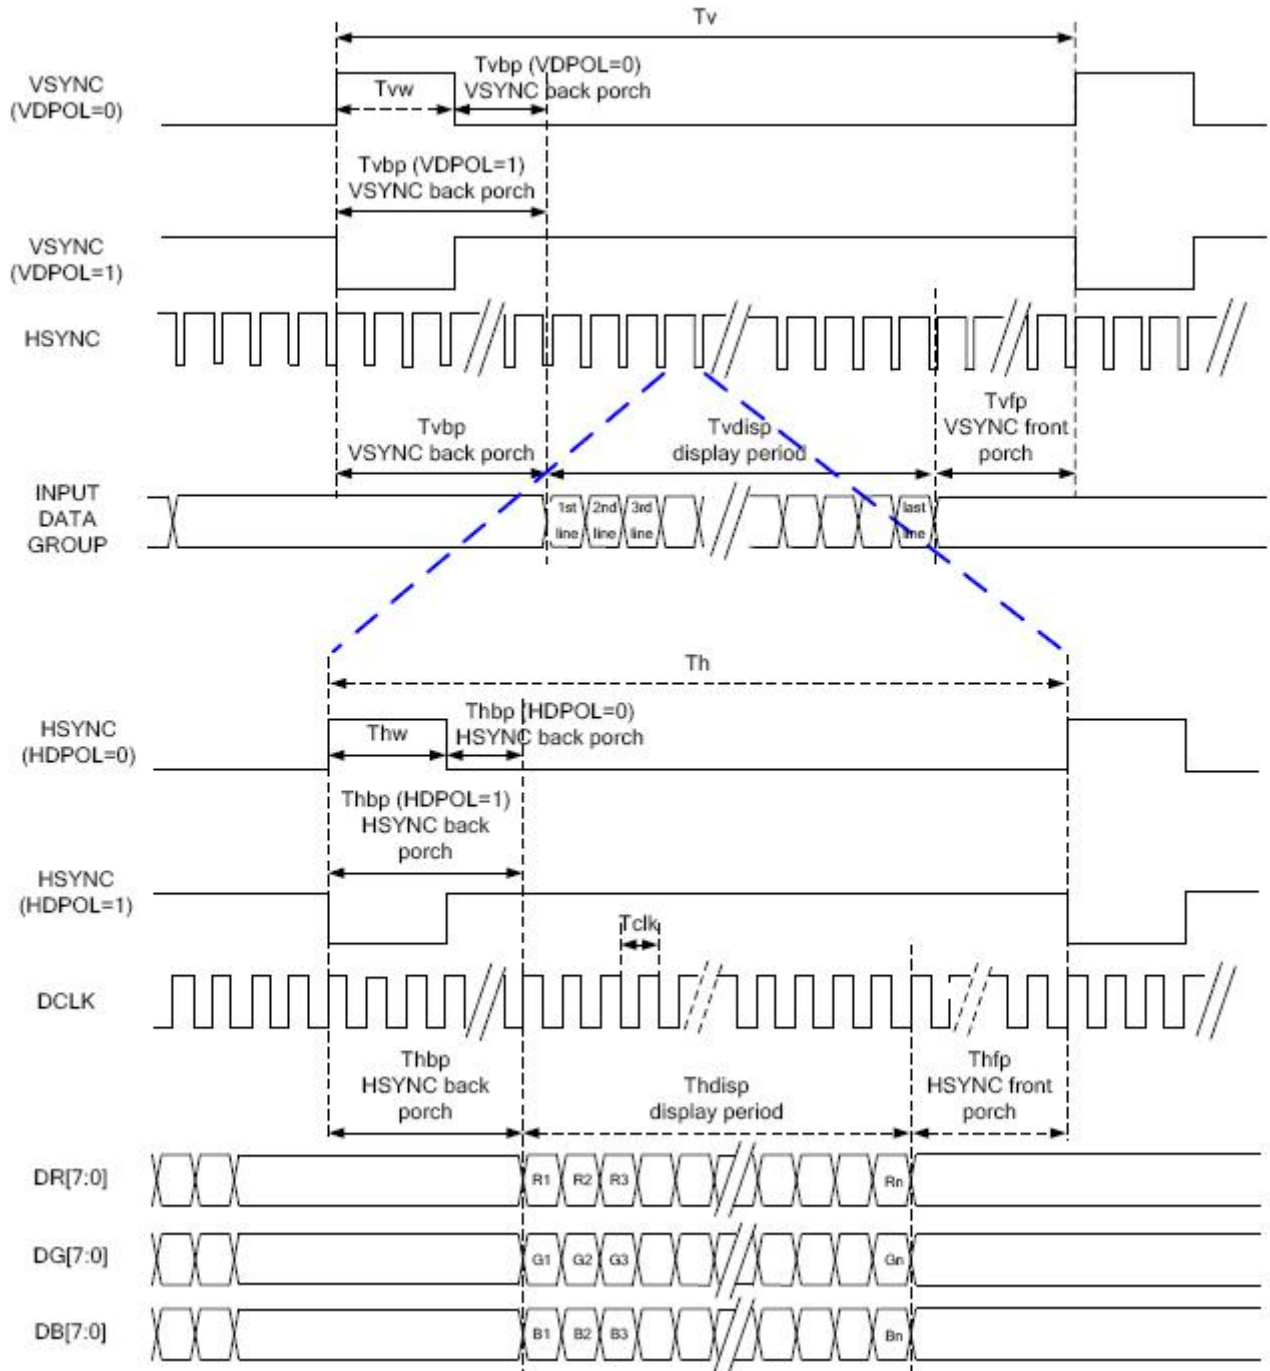 Tv
VSYNC
(VDPOL=0)
Tvw
Tvbp (VDPOL=0)
VSYNC back porch
Tvbp (VDPOL=1)
VSYNC back porch
VSYNC
(VDPOL=1)
HSYNC
Tvbp
VSYNC back porch
Tvdisp
display period
Tvfp
VSYNC front
porch
INPUT
DATA
GROUP
1st
line
2nd
line
3rd
line
last
line
Th
HSYNC
(HDPOL=0)
Thw
Thbp (HDPOL=0)
HSYNC back porch
Thbp (HDPOL=1)
HSYNC back
porch
HSYNC
(HDPOL=1)
Tclk
DCLK
Thbp
HSYNC back
porch
Thdisp
display period
Thfp
HSYNC front
porch
DR[7:0]
R1 R2 R3 Rn
DG[7:0]
G1 G2 G3 Gn
DB[7:0]
B1 B2 B3 Bn